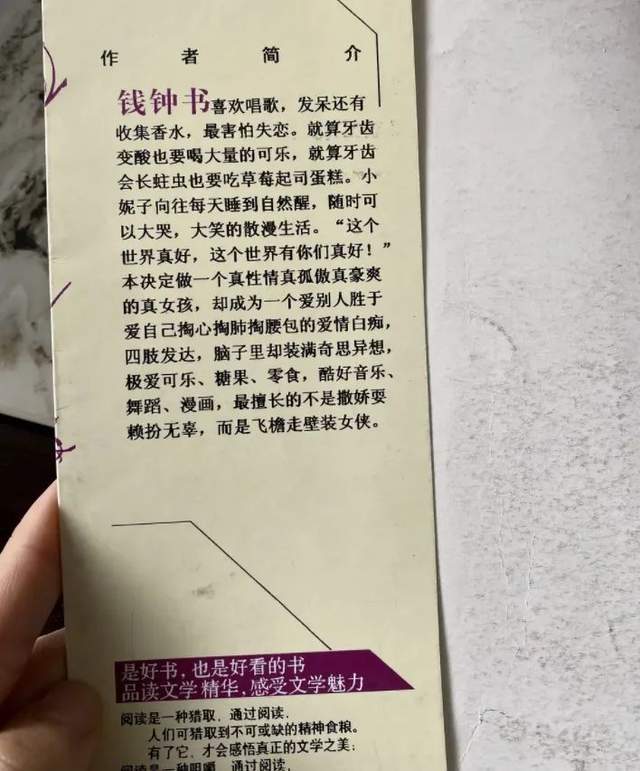 作者简介
钱钟书喜欢唱歌，发呆还有
收集香水，最害怕失恋。就算牙齿
变酸也要喝大量的可乐，就算牙齿
会长蛀虫也要吃草莓起司蛋糕。小
妮子向往每天睡到自然醒，随时可
以大哭，大笑的散漫生活。“这个
世界真好，这个世界有你们真好！”
本决定做一个真性情真孤傲真豪爽
的真女孩，却成为一个爱别人胜于
爱自己掏心掏肺掏腰包的爱情白痴，
四肢发达，脑子里却装满奇思异想，
极爱可乐、糖果、零食，酷好音乐、
舞蹈、漫画，最擅长的不是撒娇耍
赖扮无辜，而是飞檐走壁装女侠。
是好书，也是好看的书
品读文学精华，感受文学魅力
阅读是一种猎取，通过阅读，
人们可猎取到不可或缺的精神食粮。
有了它，才会感悟真正的文学之美；
阅读是一种咀嚼，通过阅读，